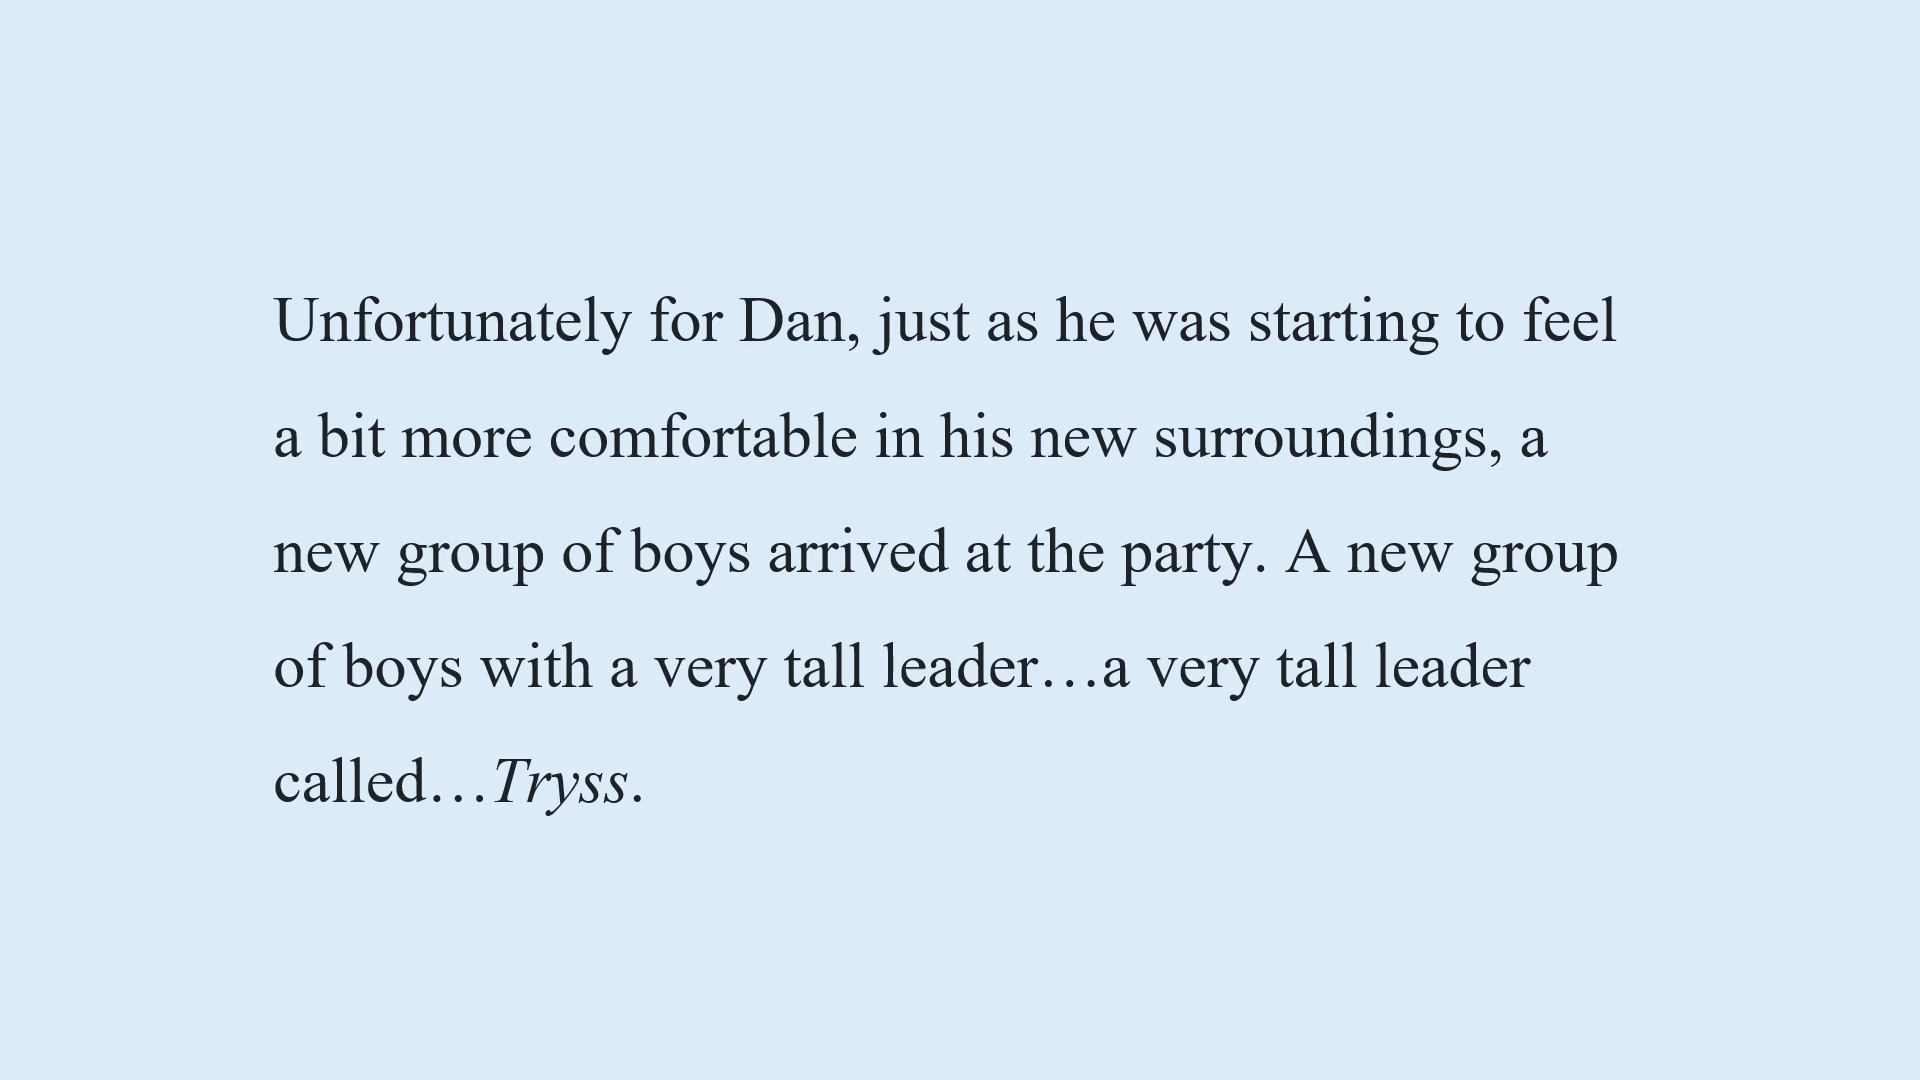 Unfortunately for Dan, just as he was starting to feel
a bit more comfortable in his new surroundings, a
new group of boys arrived at the party. A new group
of boys with a very tall leader…a very tall leader
called…Tryss.